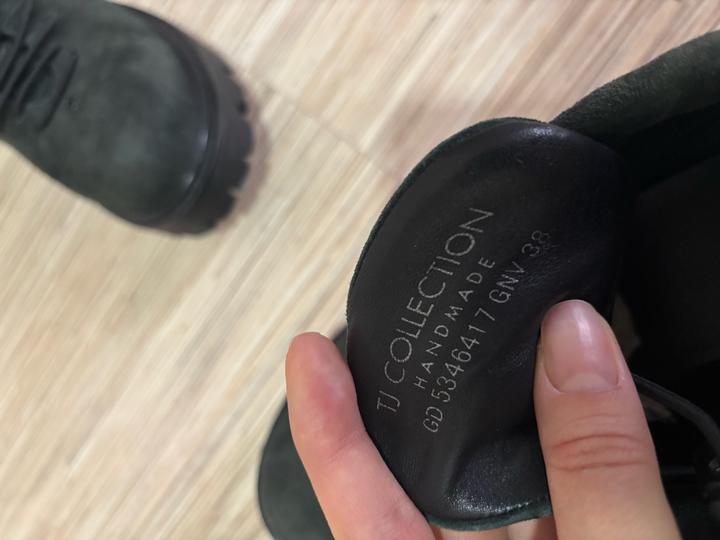 TJ COLLECTION
HANDMADE
GD 5346417 GNV 38